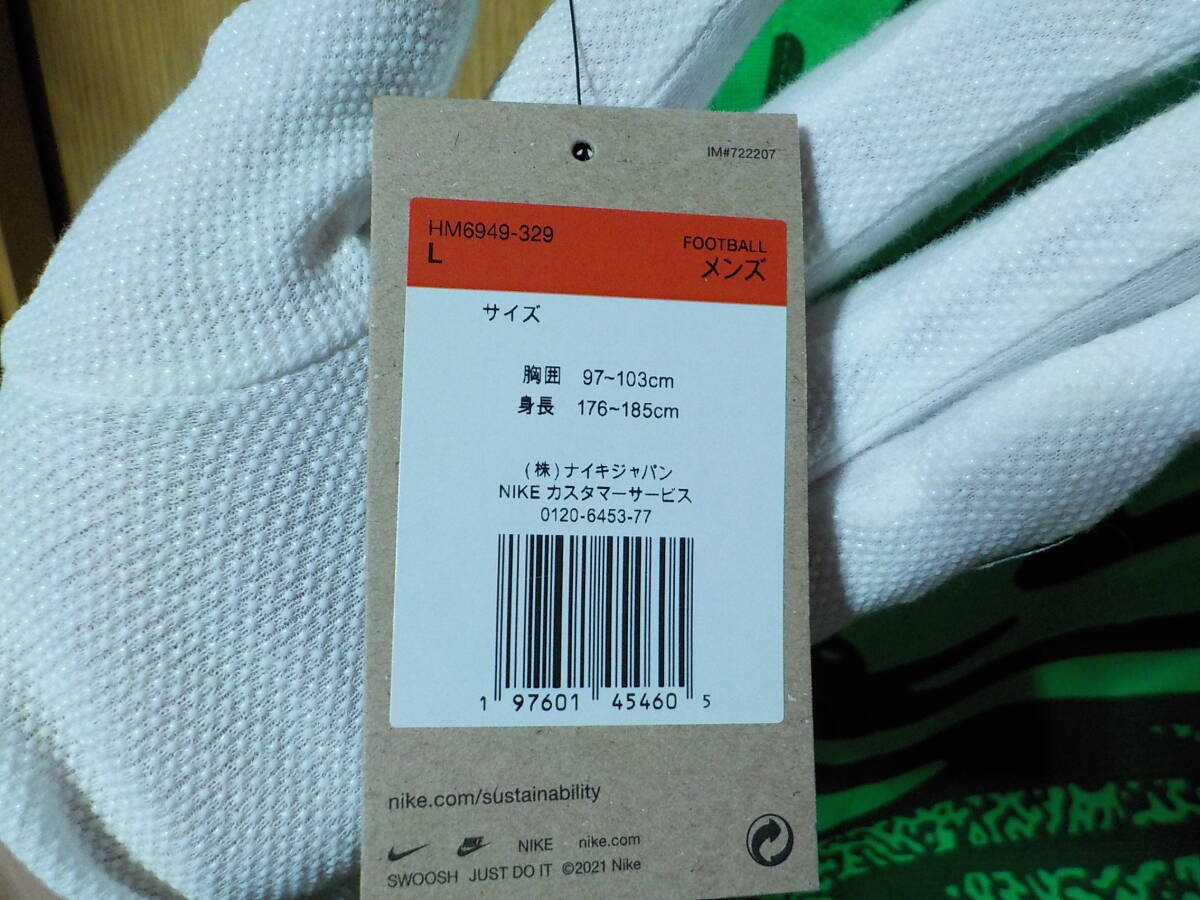 IM#722207
HM6949-329
L
FOOTBALL
メンズ
サイズ
胸囲 97~103cm
身長 176~185cm
(株)ナイキジャパン
NIKE カスタマーサービス
0120-6453-77
1 97601 45460 5
nike.com/sustainability
NIKE nike.com
SWOOSH JUST DO IT ©2021 Nike